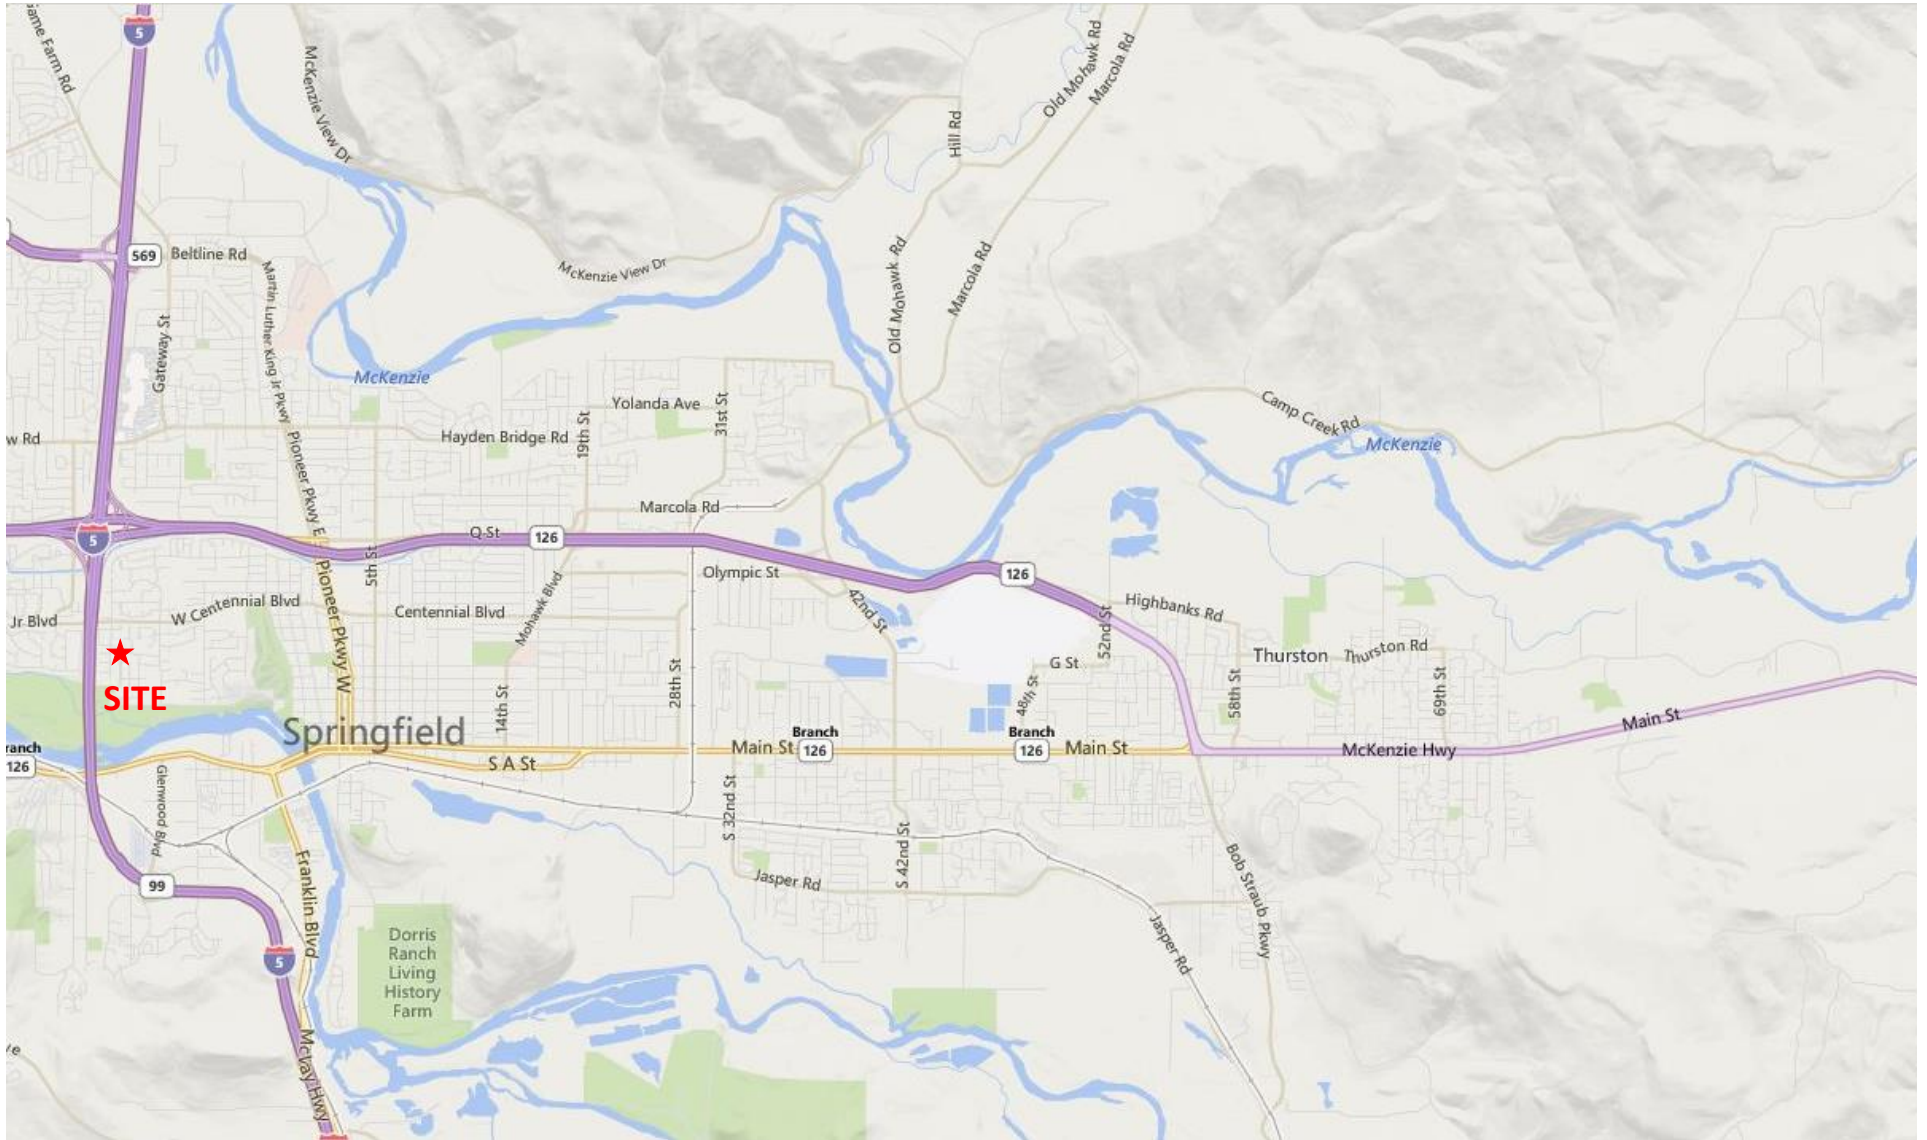 5
Game Farm Rd
McKenzie View Dr
Old Mohawk Rd
Marcola Rd
Hill Rd
569
Beltline Rd
McKenzie View Dr
Martin Luther King Jr Pkwy
Old Mohawk Rd
Marcola Rd
Gateway St
McKenzie
Yolanda Ave
31st St
19th St
Camp Creek Rd
McKenzie
w Rd
Hayden Bridge Rd
Pioneer Pkwy E
Marcola Rd
5
Q St
126
5th St
Olympic St
126
Pioneer Pkwy W
Mohawk Blvd
42nd St
Highbanks Rd
52nd St
Jr Blvd
W Centennial Blvd
Centennial Blvd
SITE
G St
Thurston
Thurston Rd
28th St
14th St
48th St
58th St
69th St
Springfield
Main St
Branch
126
Branch
126
Main St
McKenzie Hwy
Main St
ranch
126
S A St
Glenwood Blvd
S 32nd St
S 42nd St
99
Franklin Blvd
Jasper Rd
Bob Straub Pkwy
Jasper Rd
5
Dorris
Ranch
Living
History
Farm
McVay Hwy